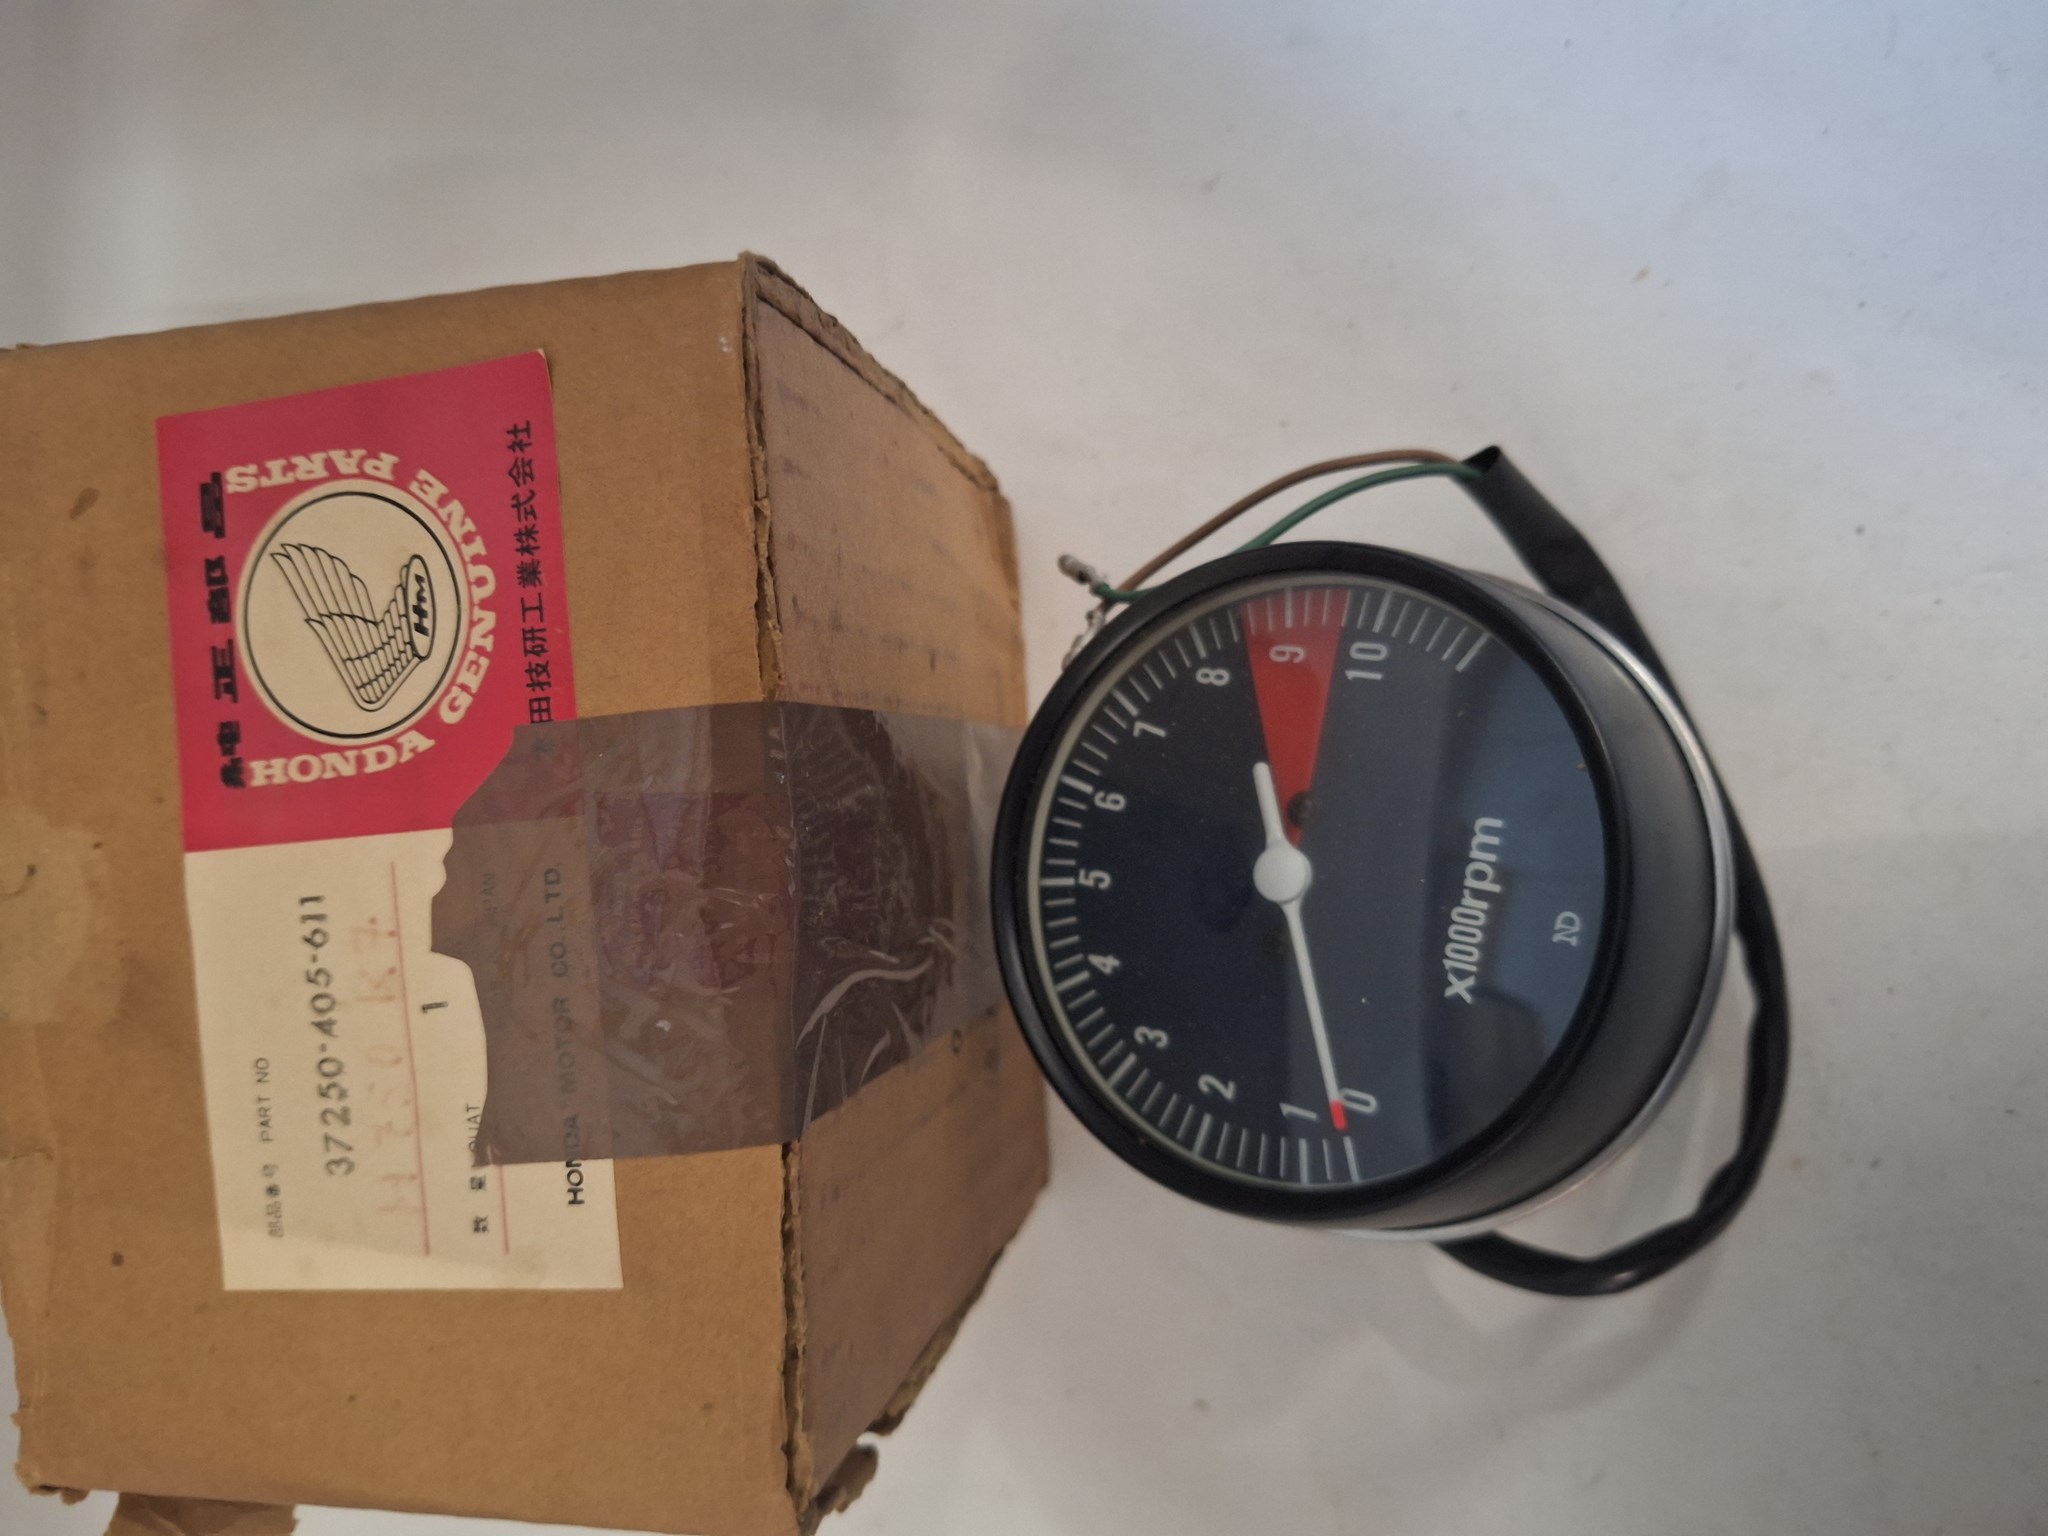 純正部品
HONDA GENUINE PARTS
HM
本田技研工業株式会社
部品番号 PART NO
37250-405-611
数量 QUAT
1
HONDA MOTOR CO.,LTD.
JAPAN
0
1
2
3
4
5
6
7
8
9
10
x1000rpm
ND